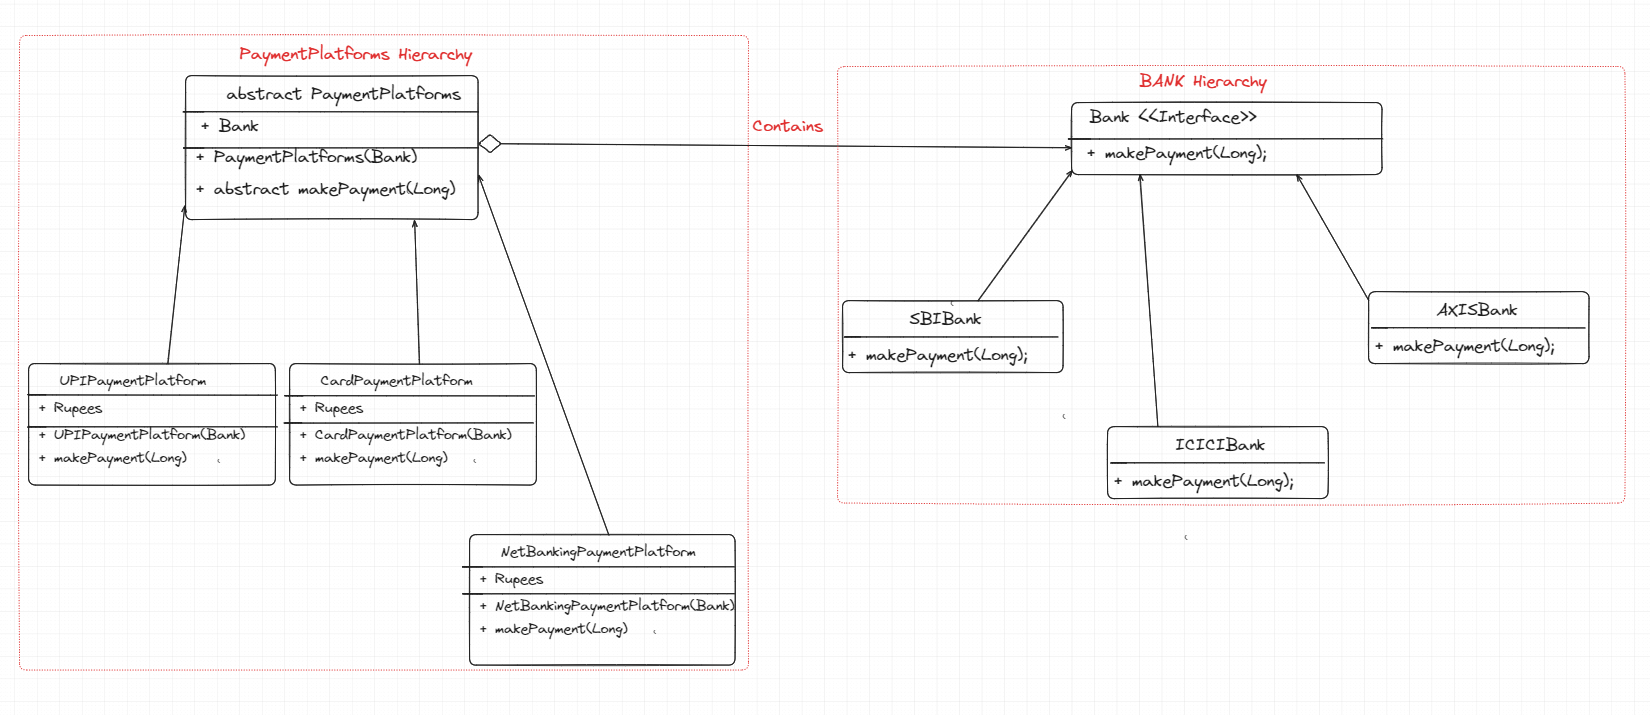 PaymentPlatforms Hierarchy
abstract PaymentPlatforms
+ Bank
+ PaymentPlatforms(Bank)
+ abstract makePayment(Long)
Contains
BANK Hierarchy
Bank <<Interface>>
+ makePayment(Long);
UPIPaymentPlatform
+ Rupees
+ UPIPaymentPlatform(Bank)
+ makePayment(Long)
CardPaymentPlatform
+ Rupees
+ CardPaymentPlatform(Bank)
+ makePayment(Long)
NetBankingPaymentPlatform
+ Rupees
+ NetBankingPaymentPlatform(Bank)
+ makePayment(Long)
SBIBank
+ makePayment(Long);
ICICIBank
+ makePayment(Long);
AXISBank
+ makePayment(Long);